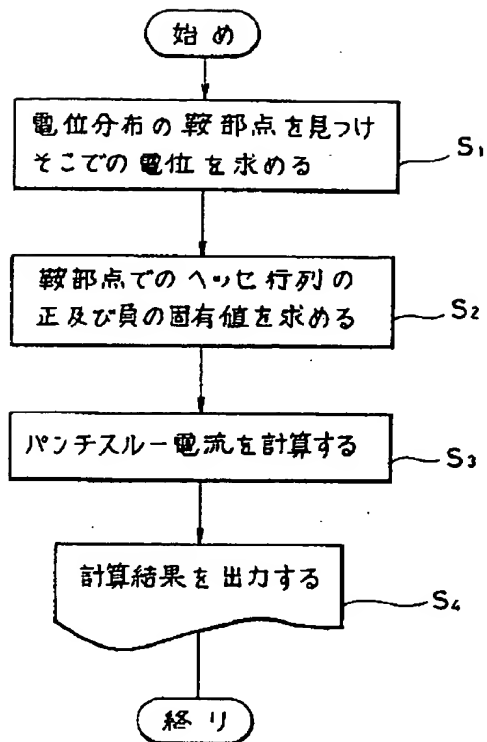 始め
電位分布の鞍部点を見つけ
そこでの電位を求める
S1
鞍部点でのヘッセ行列の
正及び負の固有値を求める
S2
パンチスルー電流を計算する
S3
計算結果を出力する
S4
終り